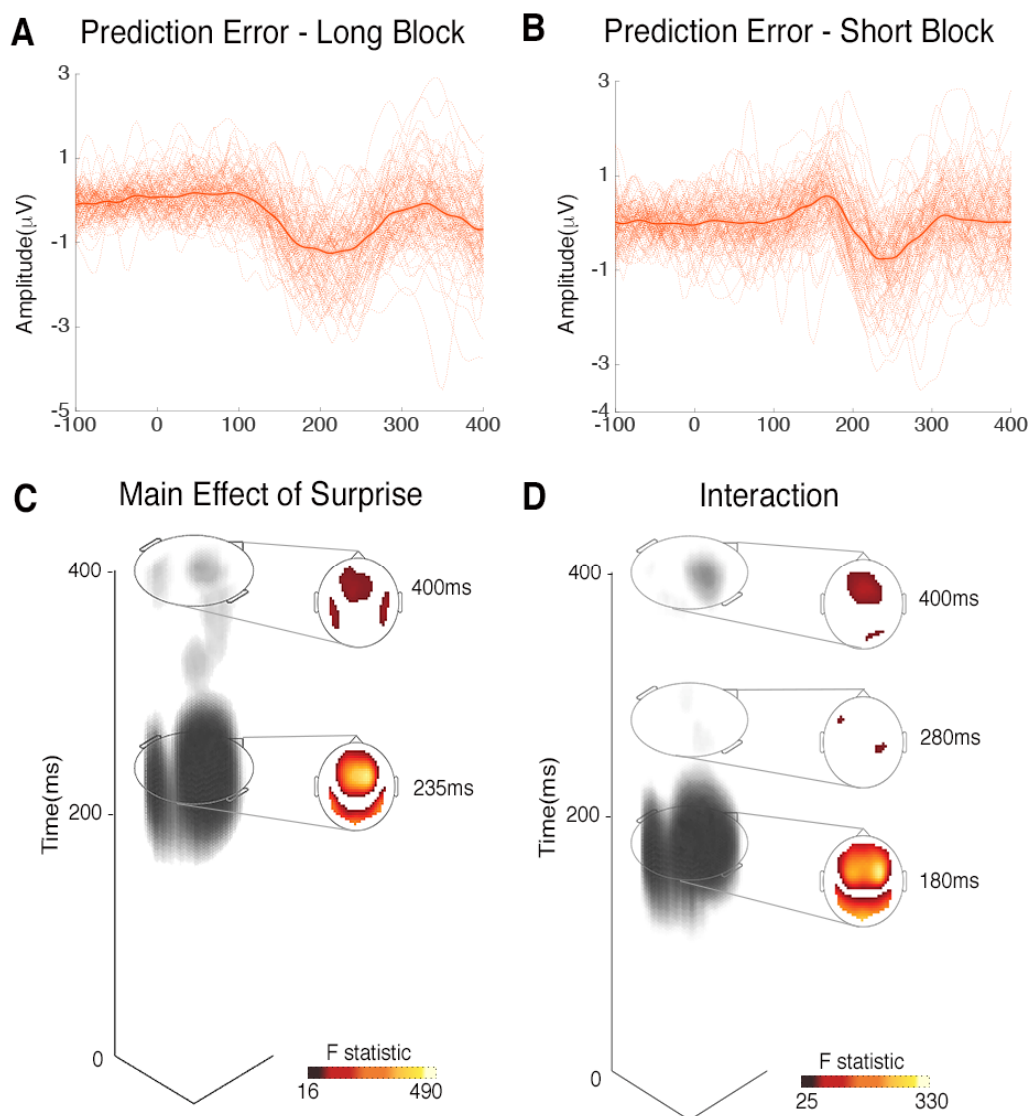 A Prediction Error - Long Block
3
1
-1
-3
-5
Amplitude(μV)
-100 0 100 200 300 400
B Prediction Error - Short Block
3
1
-1
-3
-4
Amplitude(μV)
-100 0 100 200 300 400
C Main Effect of Surprise
400
200
0
Time(ms)
400ms
235ms
F statistic
16 490
D Interaction
400
200
0
Time(ms)
400ms
280ms
180ms
F statistic
25 330